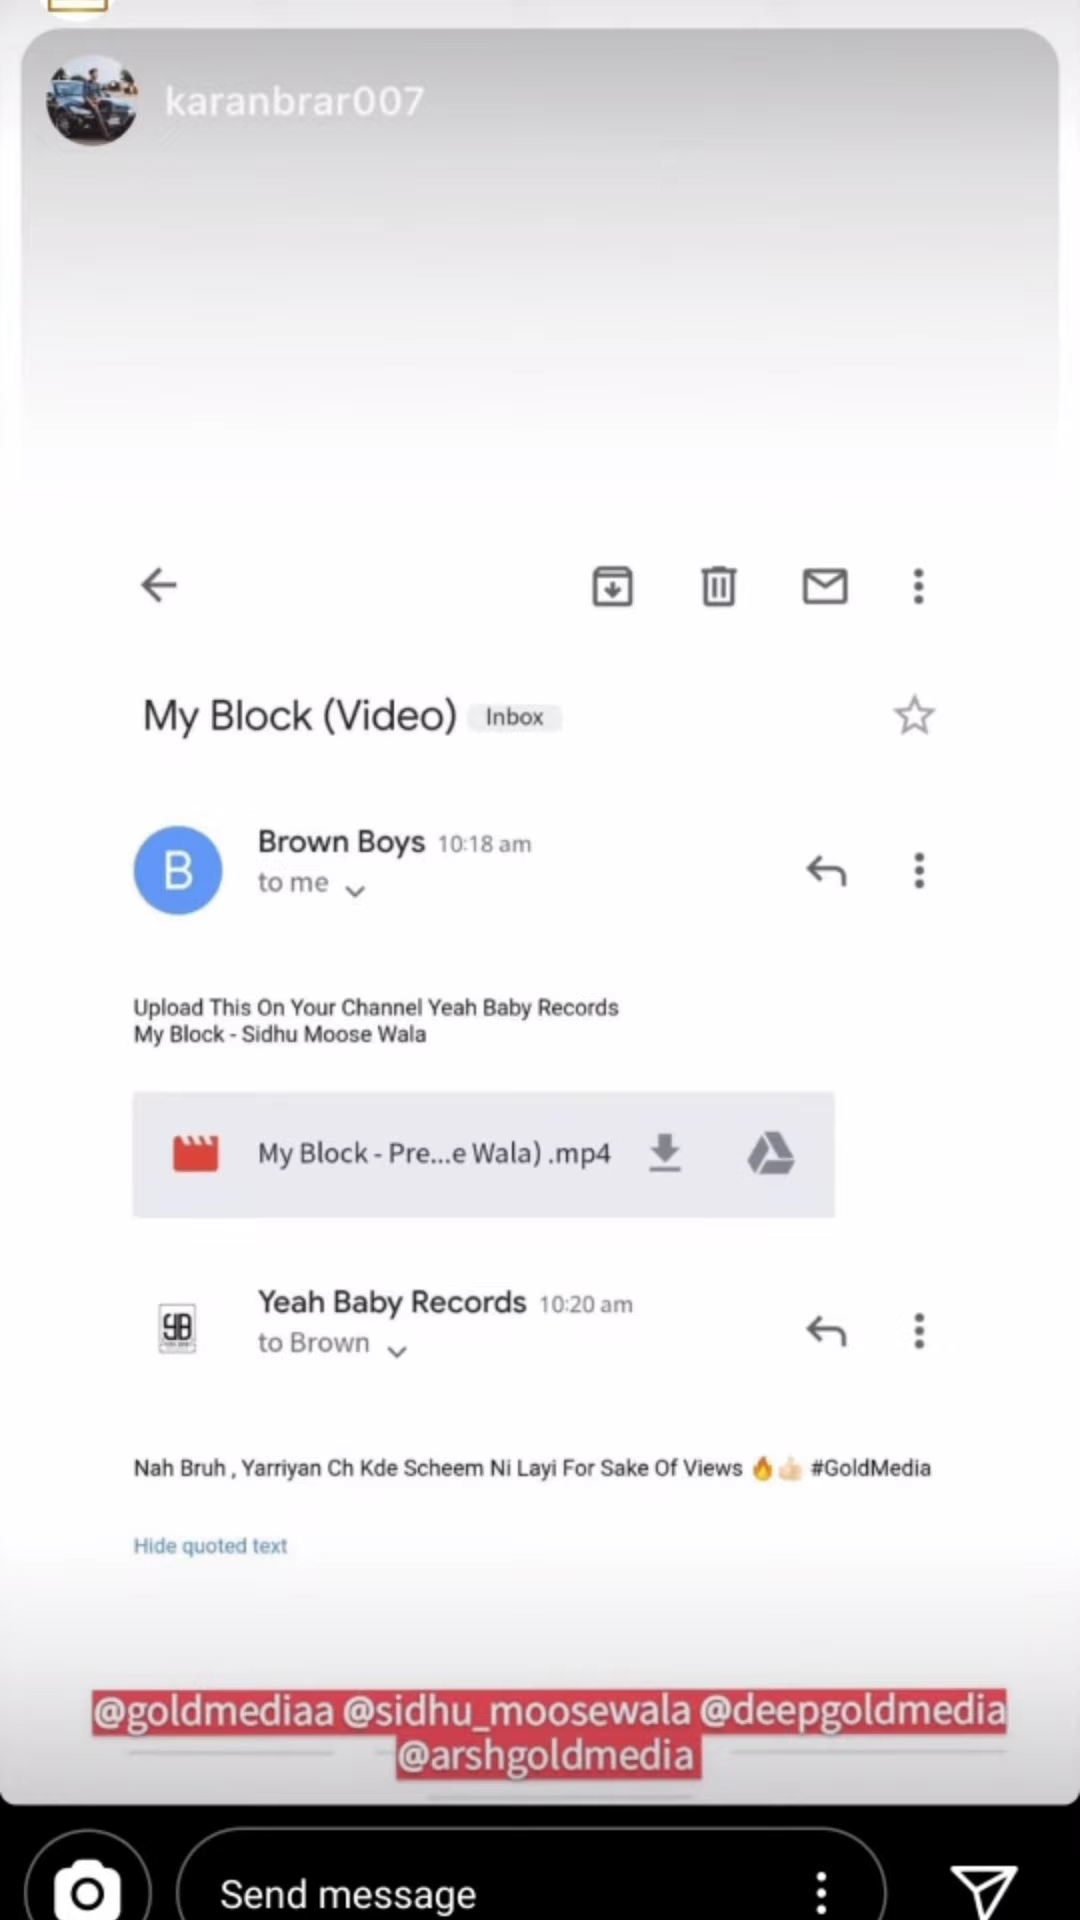 karanbrar007
My Block (Video) Inbox
B
Brown Boys 10:18 am
to me
Upload This On Your Channel Yeah Baby Records
My Block - Sidhu Moose Wala
My Block - Pre...e Wala) .mp4
YB
Yeah Baby Records 10:20 am
to Brown
Nah Bruh , Yarriyan Ch Kde Scheem Ni Layi For Sake Of Views 🔥👍🏻 #GoldMedia
Hide quoted text
@goldmediaa @sidhu_moosewala @deepgoldmedia
@arshgoldmedia
Send message